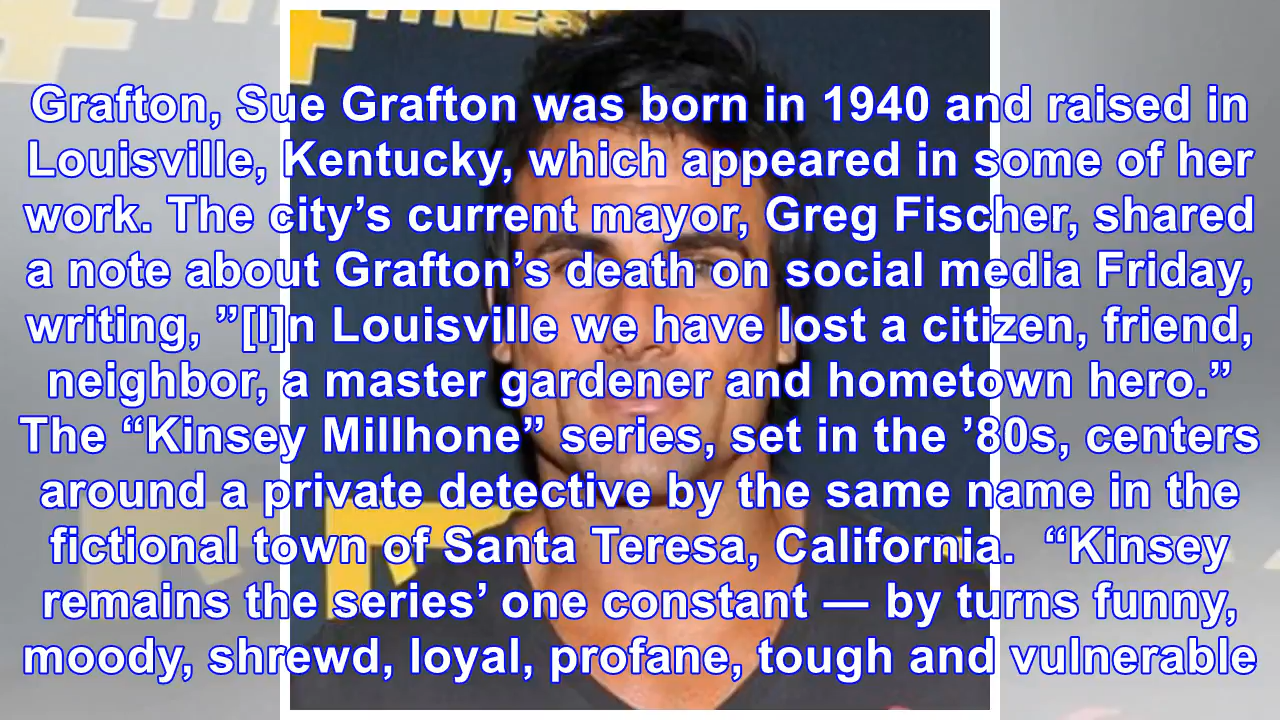 FITNESS
Grafton, Sue Grafton was born in 1940 and raised in
Louisville, Kentucky, which appeared in some of her
work. The city’s current mayor, Greg Fischer, shared
a note about Grafton’s death on social media Friday,
writing, ”[I]n Louisville we have lost a citizen, friend,
neighbor, a master gardener and hometown hero.”
The “Kinsey Millhone” series, set in the ’80s, centers
around a private detective by the same name in the
fictional town of Santa Teresa, California.  “Kinsey
remains the series’ one constant — by turns funny,
moody, shrewd, loyal, profane, tough and vulnerable